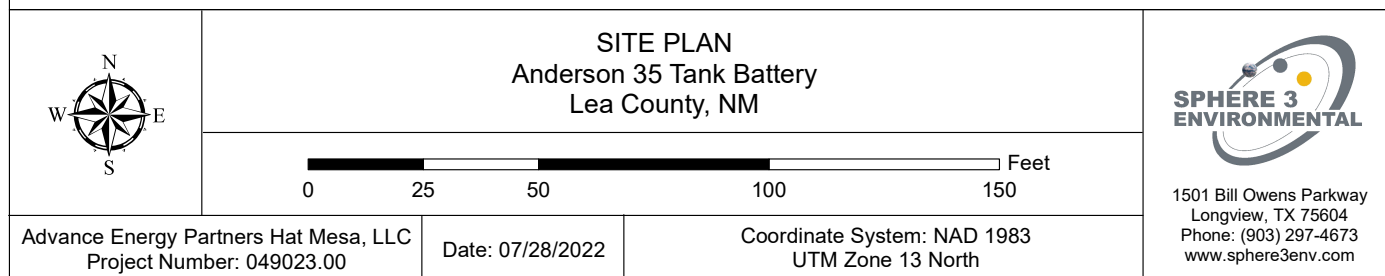 N
W E
S
SITE PLAN
Anderson 35 Tank Battery
Lea County, NM
Feet
0 25 50 100 150
Advance Energy Partners Hat Mesa, LLC
Project Number: 049023.00
Date: 07/28/2022
Coordinate System: NAD 1983
UTM Zone 13 North
SPHERE 3
ENVIRONMENTAL
1501 Bill Owens Parkway
Longview, TX 75604
Phone: (903) 297-4673
www.sphere3env.com